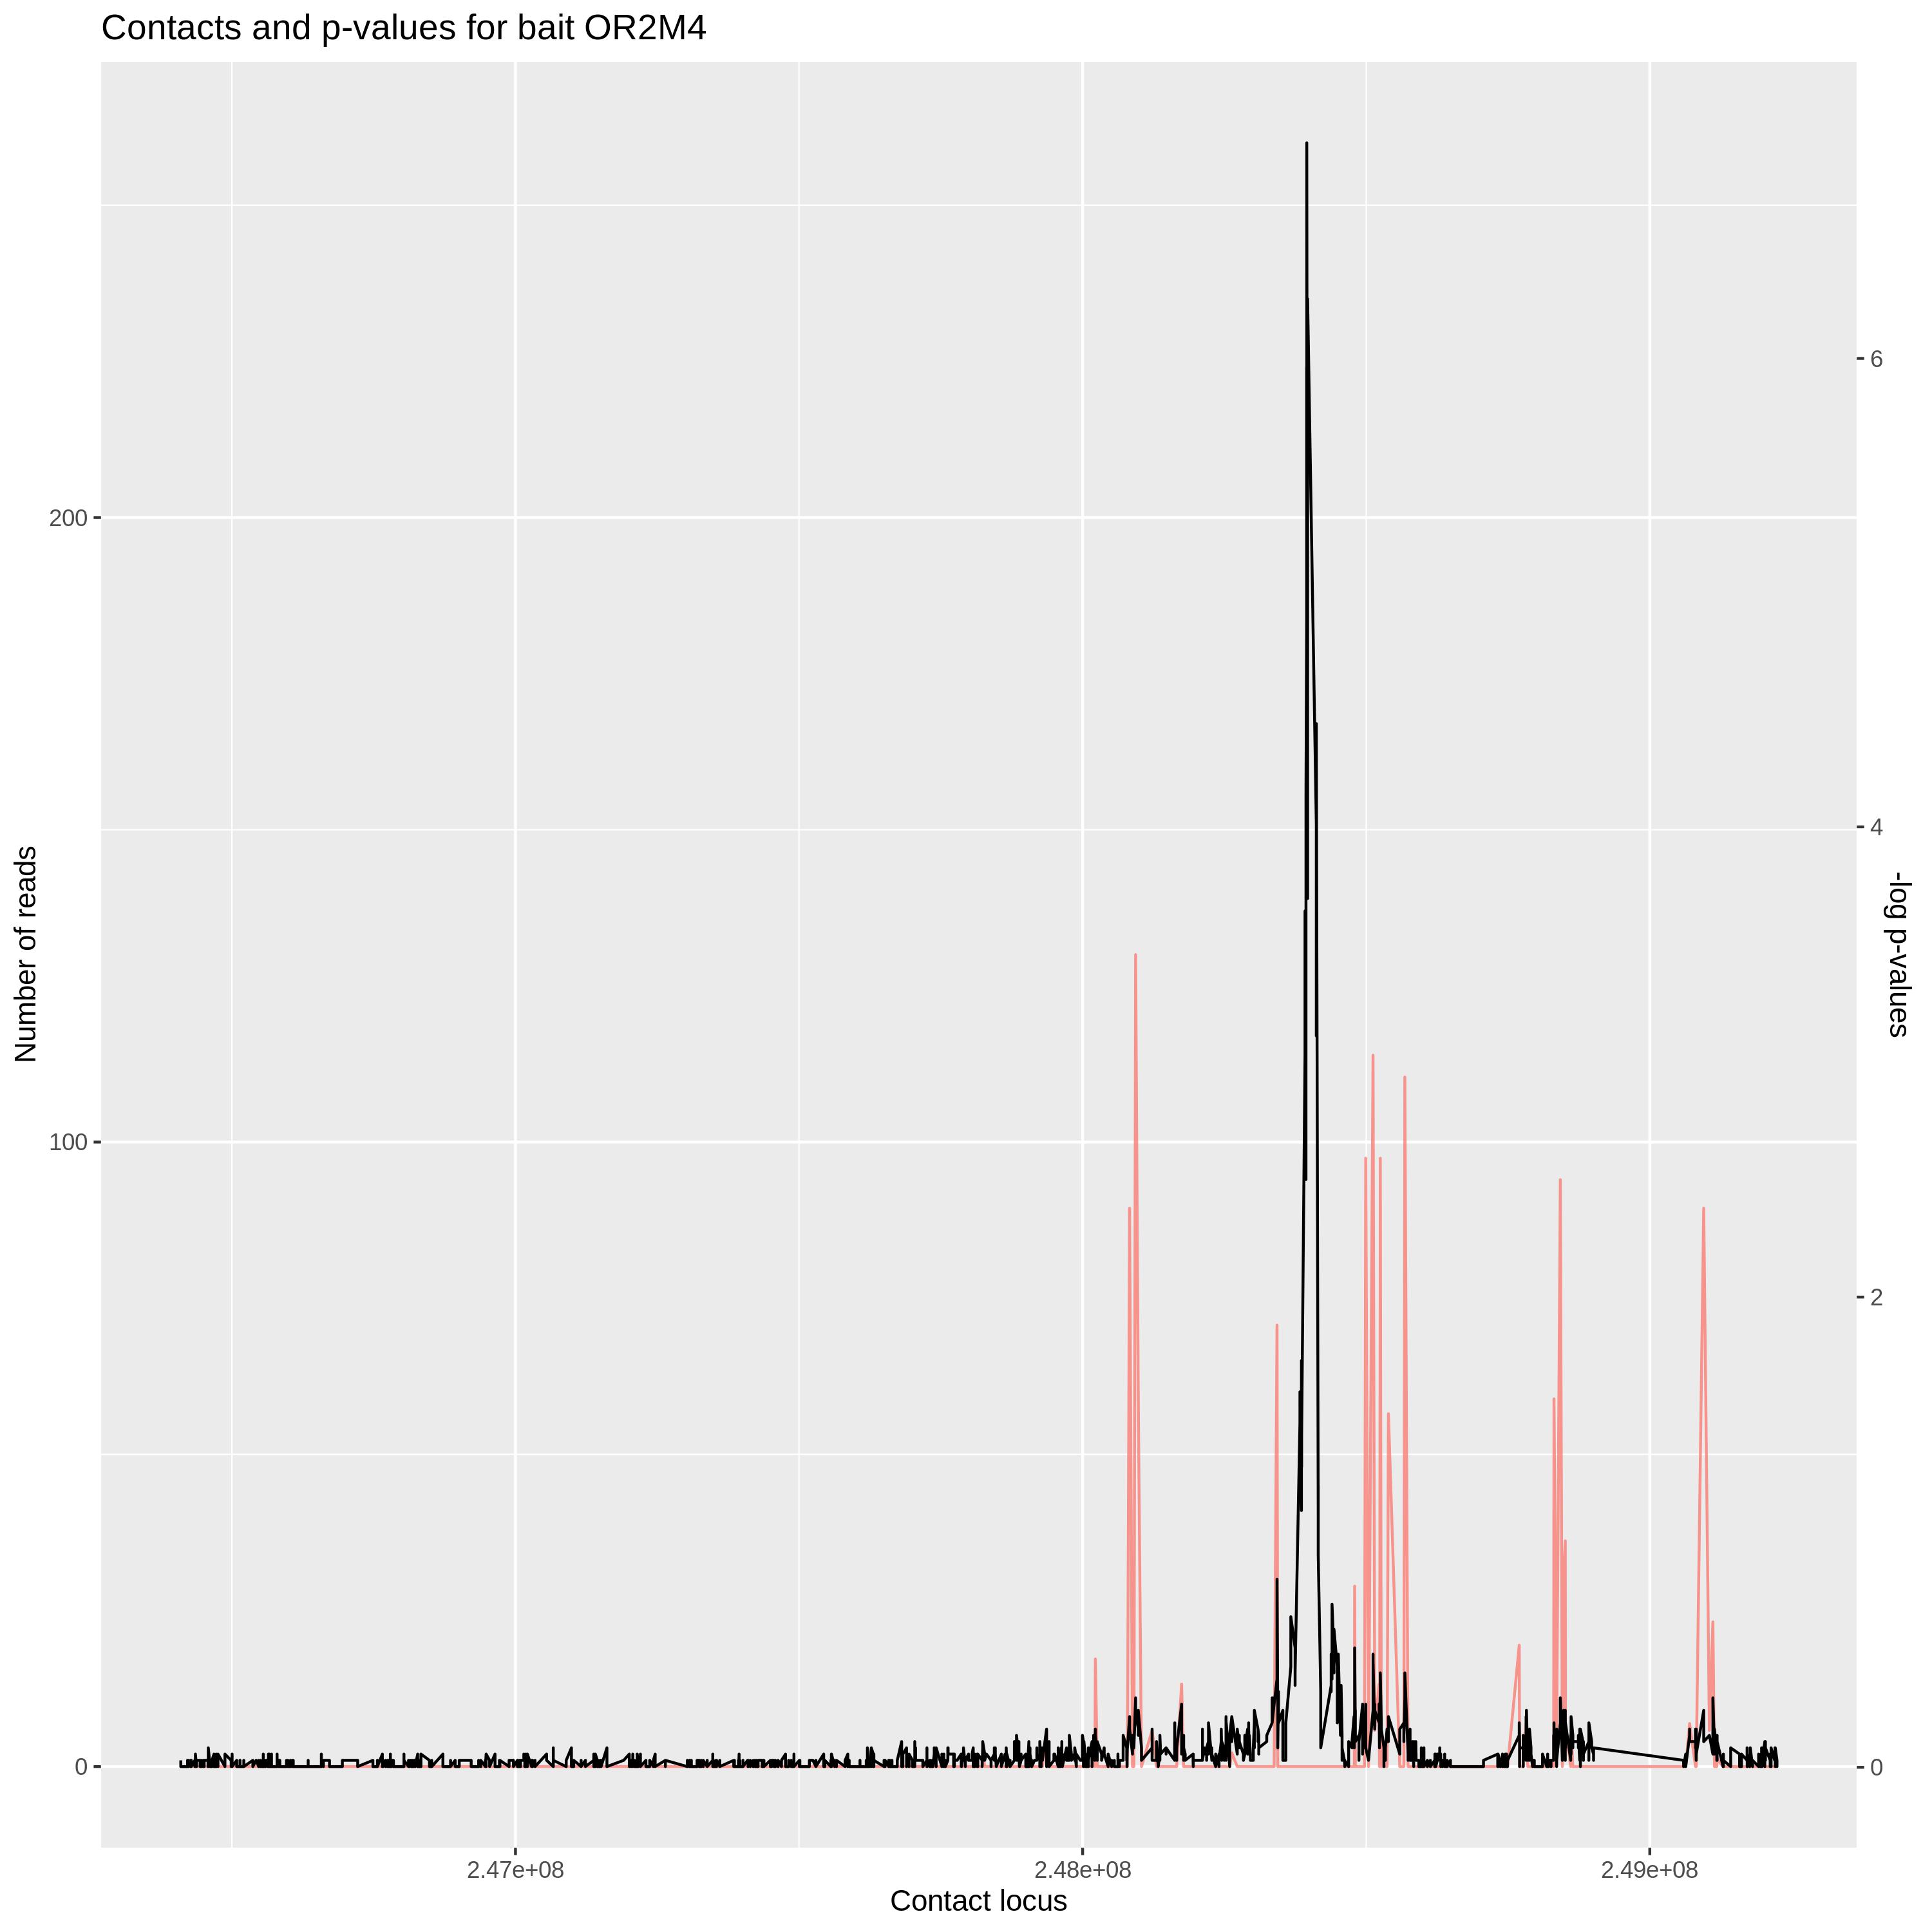 Contacts and p-values for bait OR2M4
Number of reads
200
100
0
6
4
2
0
-log p-values
2.47e+08
2.48e+08
2.49e+08
Contact locus